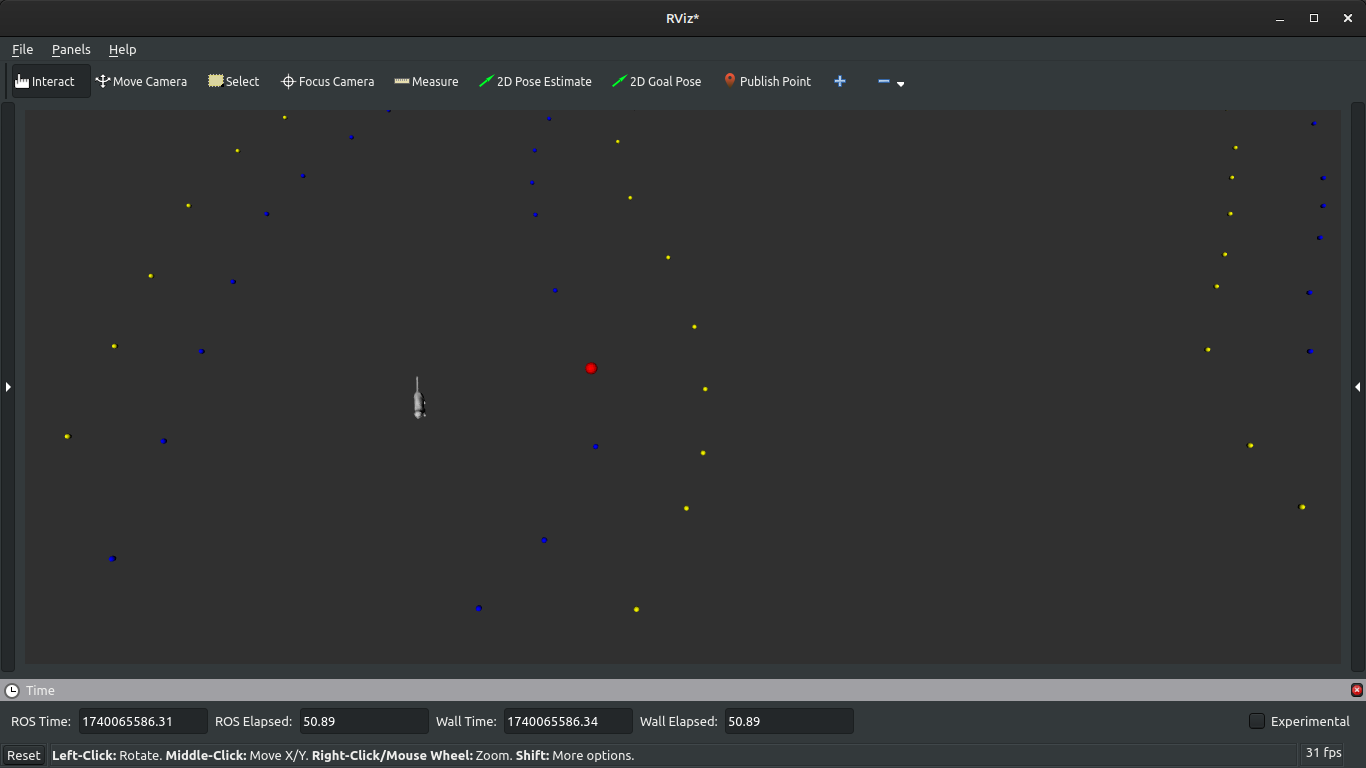 RViz*
File Panels Help
Interact Move Camera Select Focus Camera Measure 2D Pose Estimate 2D Goal Pose Publish Point
Time
ROS Time: 1740065586.31 ROS Elapsed: 50.89 Wall Time: 1740065586.34 Wall Elapsed: 50.89 Experimental
Reset Left-Click: Rotate. Middle-Click: Move X/Y. Right-Click/Mouse Wheel: Zoom. Shift: More options. 31 fps